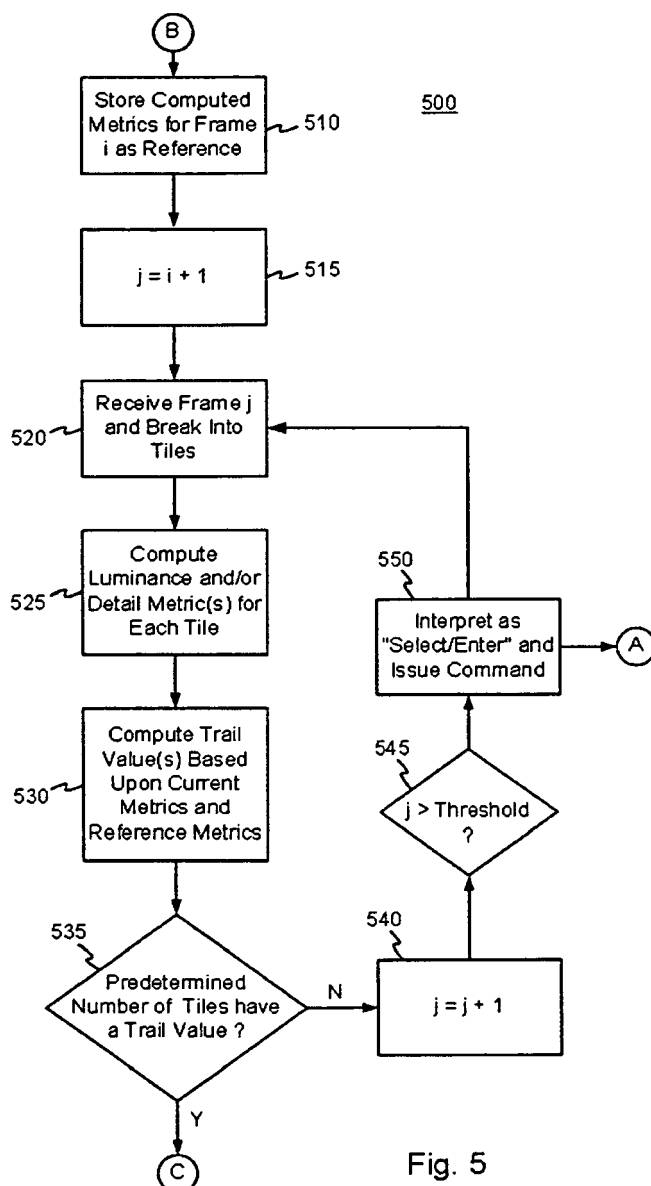 B
500
Store Computed
Metrics for Frame
i as Reference
510
j = i + 1
515
Receive Frame j
and Break Into
Tiles
520
Compute
Luminance and/or
Detail Metric(s) for
Each Tile
525
550
Interpret as
"Select/Enter" and
Issue Command
A
Compute Trail
Value(s) Based
Upon Current
Metrics and
Reference Metrics
530
545
j > Threshold
?
535
Predetermined
Number of Tiles have
a Trail Value ?
N
540
j = j + 1
Y
C
Fig. 5